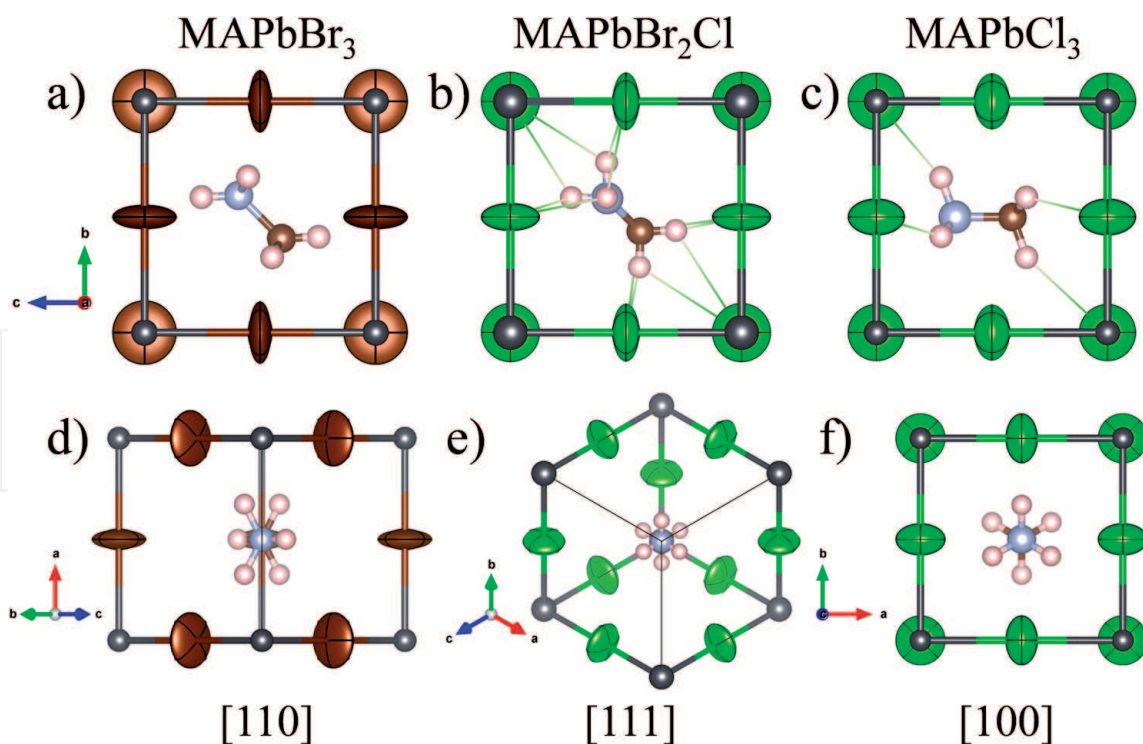 MAPbBr₃ MAPbBr₂Cl MAPbCl₃
a) b) c)
b
c a
d) e) f)
a b b
b c c a c a
[110] [111] [100]